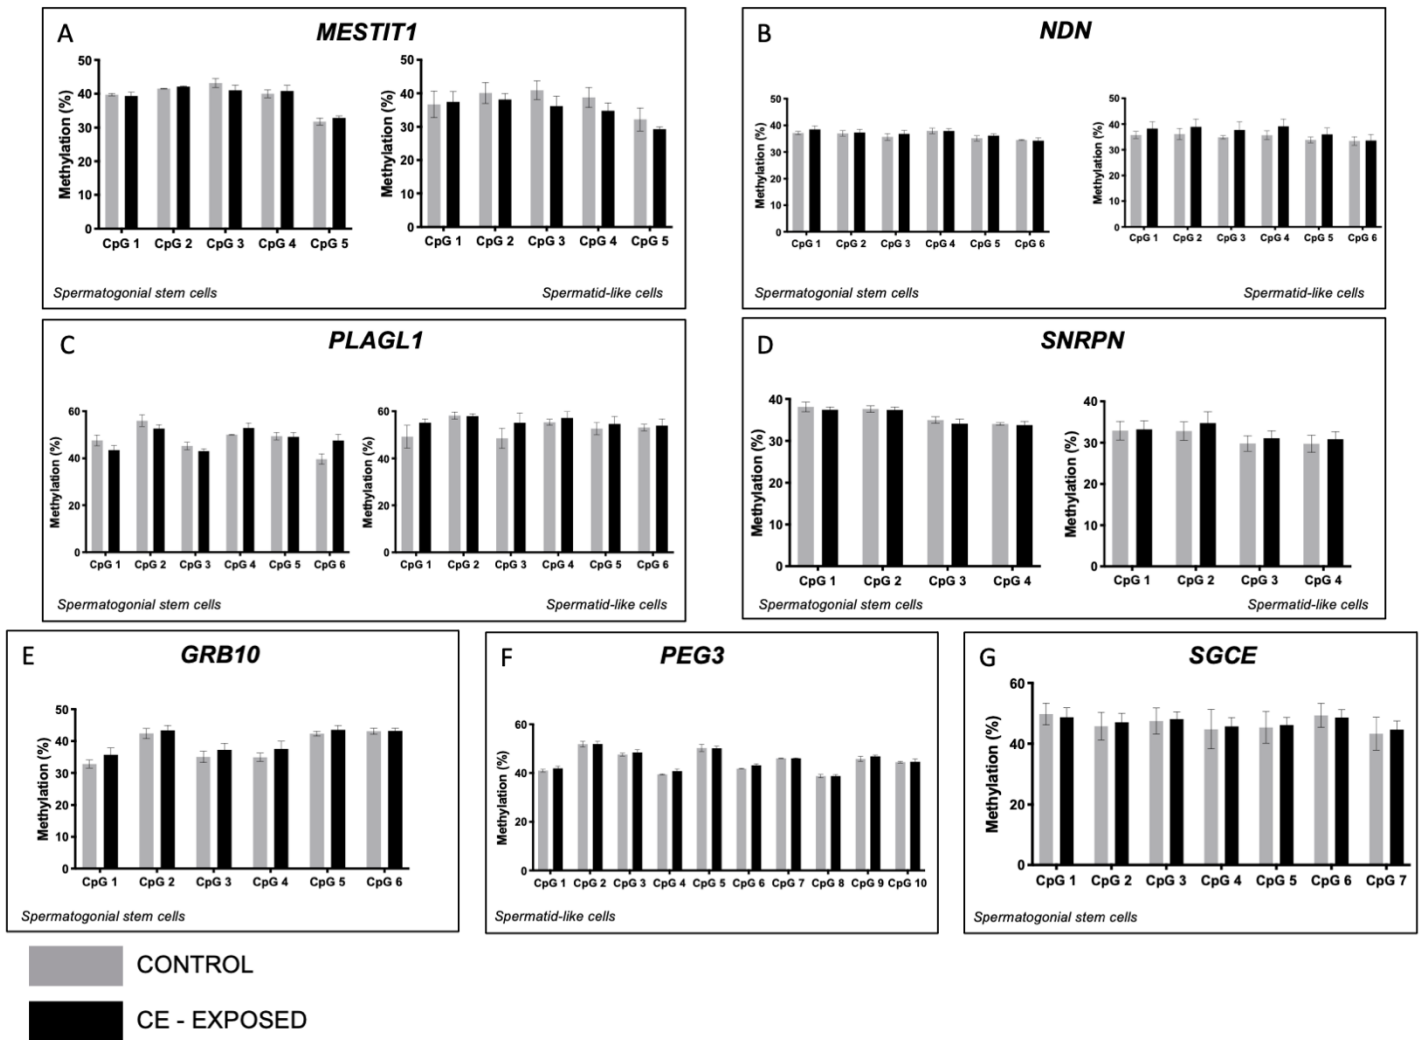 A
MESTIT1
Methylation (%)
50
40
30
20
10
0
CpG 1 CpG 2 CpG 3 CpG 4 CpG 5
Spermatogonial stem cells
Methylation (%)
50
40
30
20
10
0
CpG 1 CpG 2 CpG 3 CpG 4 CpG 5
Spermatid-like cells
B
NDN
Methylation (%)
50
40
30
20
10
0
CpG 1 CpG 2 CpG 3 CpG 4 CpG 5 CpG 6
Spermatogonial stem cells
Methylation (%)
50
40
30
20
10
0
CpG 1 CpG 2 CpG 3 CpG 4 CpG 5 CpG 6
Spermatid-like cells
C
PLAGL1
Methylation (%)
60
40
20
0
CpG 1 CpG 2 CpG 3 CpG 4 CpG 5 CpG 6
Spermatogonial stem cells
Methylation (%)
60
40
20
0
CpG 1 CpG 2 CpG 3 CpG 4 CpG 5 CpG 6
Spermatid-like cells
D
SNRPN
Methylation (%)
40
30
20
10
0
CpG 1 CpG 2 CpG 3 CpG 4
Spermatogonial stem cells
Methylation (%)
40
30
20
10
0
CpG 1 CpG 2 CpG 3 CpG 4
Spermatid-like cells
E
GRB10
Methylation (%)
50
40
30
20
10
0
CpG 1 CpG 2 CpG 3 CpG 4 CpG 5 CpG 6
Spermatogonial stem cells
F
PEG3
Methylation (%)
60
40
20
0
CpG 1 CpG 2 CpG 3 CpG 4 CpG 5 CpG 6 CpG 7 CpG 8 CpG 9 CpG 10
Spermatid-like cells
G
SGCE
Methylation (%)
60
40
20
0
CpG 1 CpG 2 CpG 3 CpG 4 CpG 5 CpG 6 CpG 7
Spermatogonial stem cells
CONTROL
CE - EXPOSED